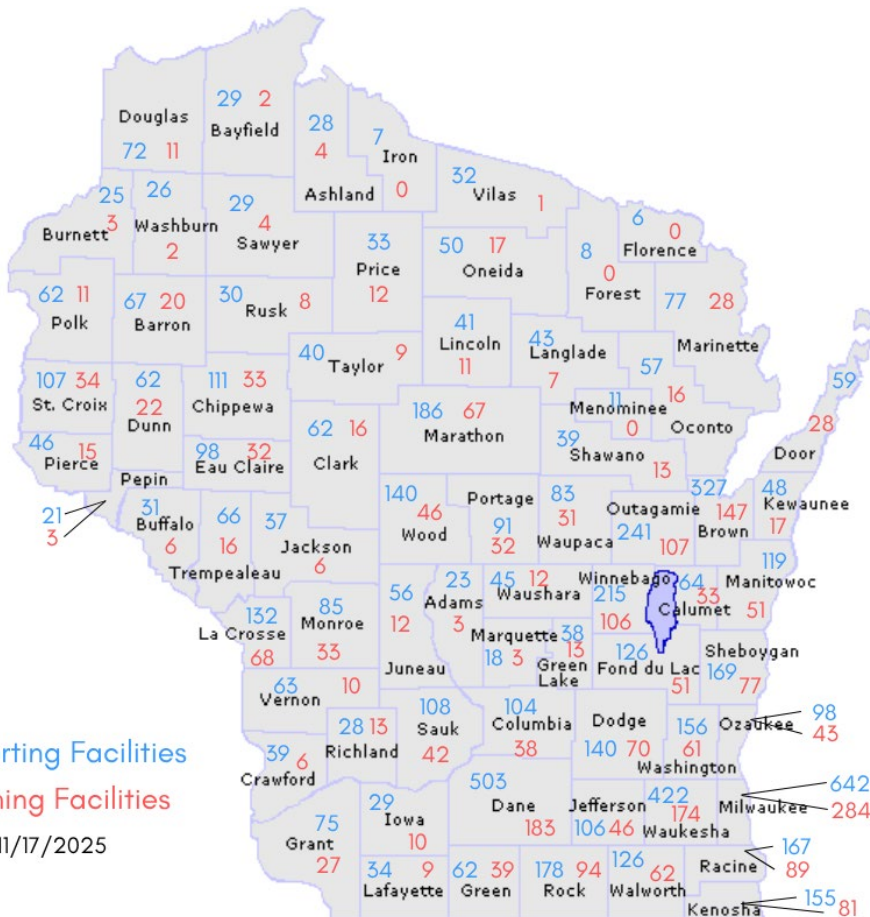 29 2
Douglas
Bayfield
28
7
72 11
4
Iron
32
25
26
Ashland
0
Vilas
1
29
6
3
Washburn
4
33
50 17
8
0
Burnett
2
Sawyer
Oneida
Florence
Price
0
62 11
67 20
30
Rusk
8
12
Forest
77 28
Polk
Barron
41
43
Lincoln
Langlade
Marinette
40
Taylor
9
11
7
57
59
107 34
62
111 33
16
St. Croix
22
Chippewa
186 67
Menominee
11
28
Dunn
62 16
Marathon
0
Oconto
46
15
98 32
39
Door
Pierce
Eau Claire
Clark
Shawano
13
Pepin
327
48
21
31
66
37
140
Portage
83
Outagamie
147
Kewaunee
3
Buffalo
46
91
31
241
Brown
17
6
16
Jackson
Wood
32
Waupaca
107
Trempealeau
6
119
56
23
45 12
Winnebago
64
Manitowoc
132
85
Adams
Waushara
215
33
La Crosse
Monroe
12
3
106
Calumet
51
68
33
Marquette
38
126
Sheboygan
Juneau
18 3
13
Fond du Lac
169
63
10
Green
Lake
51
77
Vernon
108
104
Dodge
156
Ozaukee
98
28 13
Sauk
Columbia
61
43
39 6
Richland
42
38
140 70
Washington
Crawford
rting Facilities
503
422
642
ning Facilities
29
Dane
Jefferson
174
Milwaukee
284
11/17/2025
75
Iowa
183
106 46
Waukesha
Grant
10
167
27
34 9
62 39
178 94
126 62
Racine
89
Lafayette
Green
Rock
Walworth
155
Kenosha
81